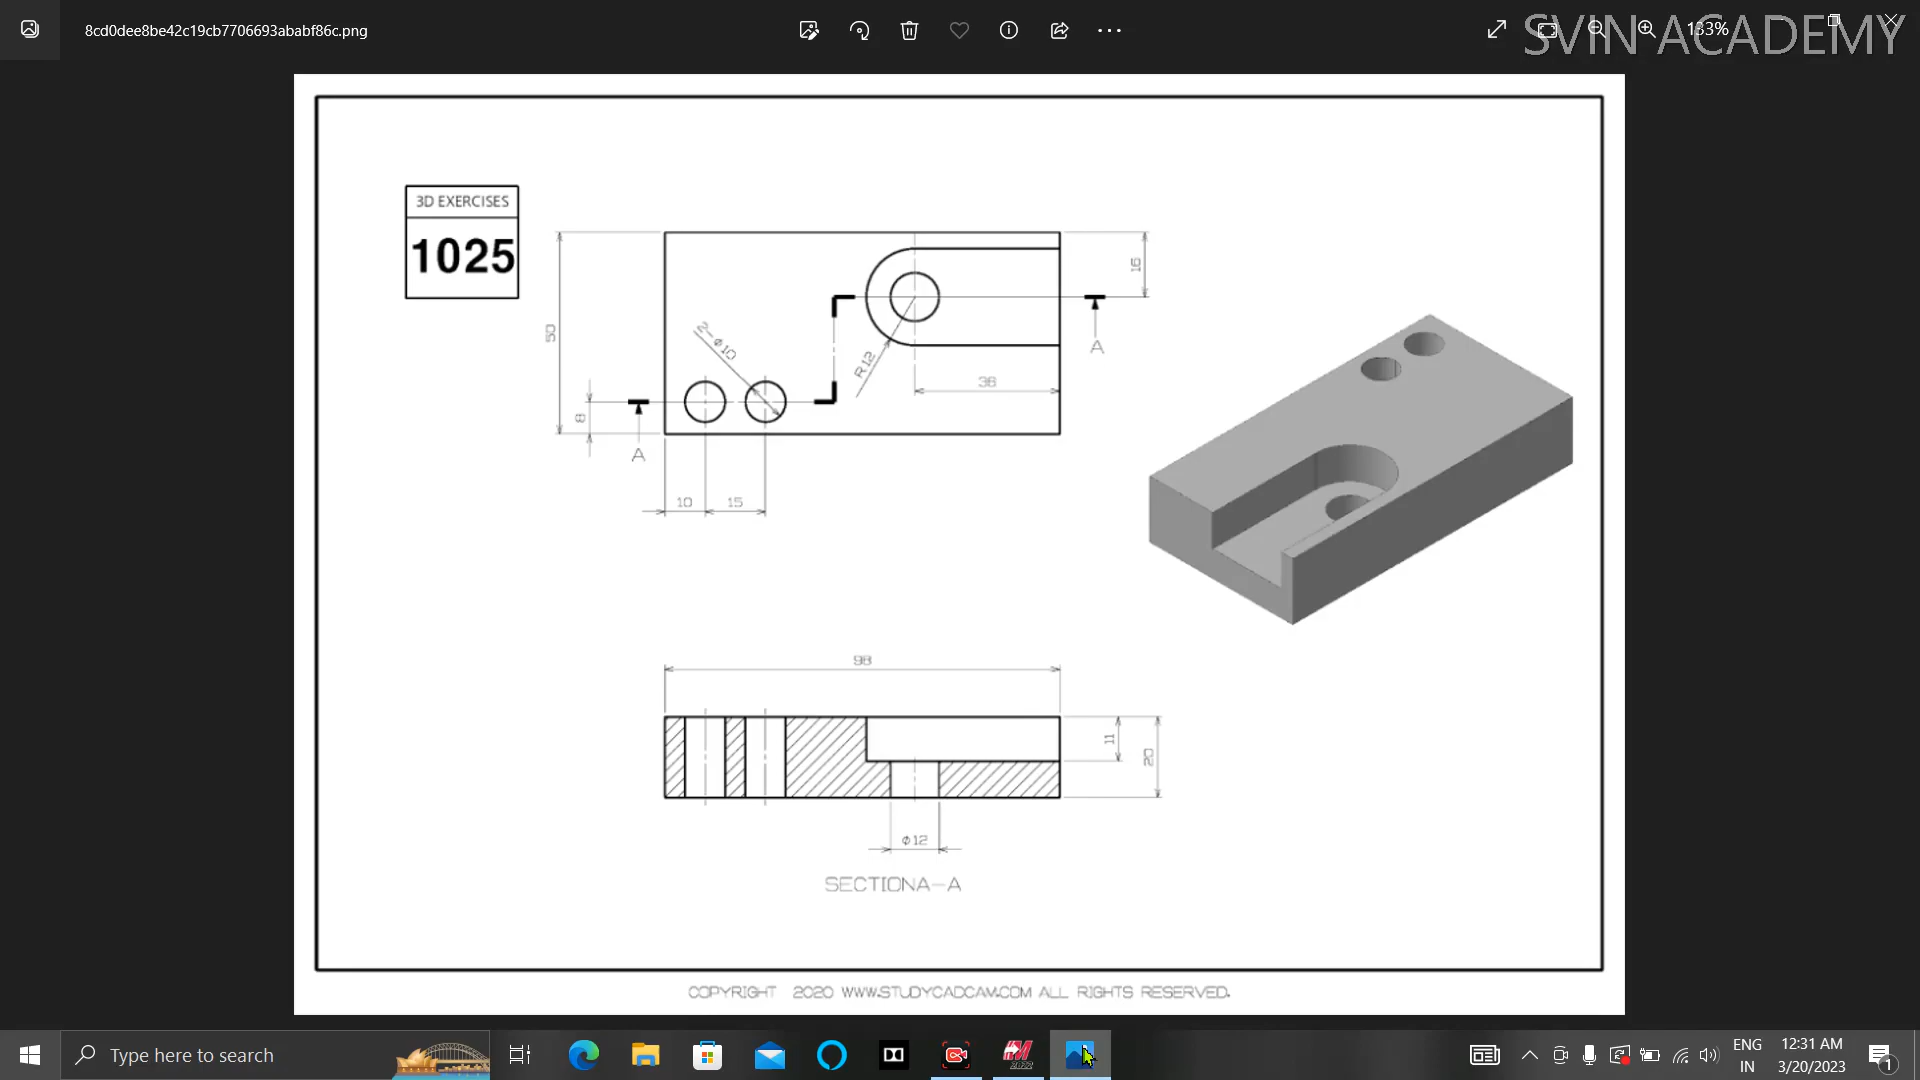 8cd0dee8be42c19cb7706693ababf86c.png
133%
SVIN ACADEMY
3D EXERCISES
1025
50
8
A
10
15
2-Φ10
R12
36
16
A
98
11
20
Φ12
SECTIONA-A
COPYRIGHT 2020 WWW.STUDYCADCAM.COM ALL RIGHTS RESERVED.
Type here to search
2022
ENG
IN
12:31 AM
3/20/2023
1